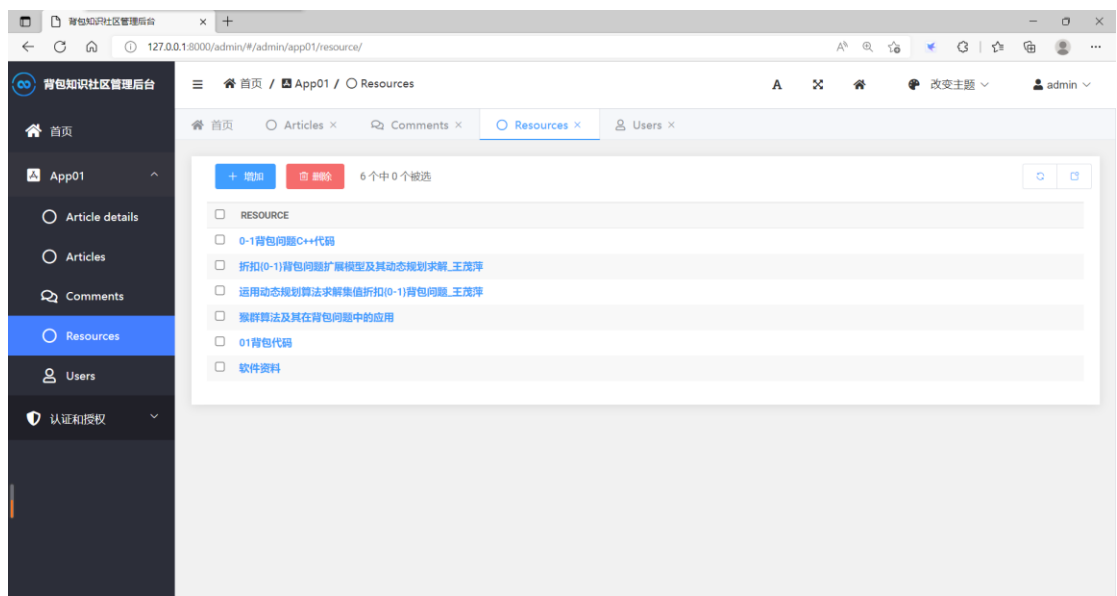 背包知识社区管理后台
127.0.0.1:8000/admin/#/admin/app01/resource/
背包知识社区管理后台
首页 / App01 / Resources
A
改变主题
admin
首页
Articles
Comments
Resources
Users
首页
App01
Article details
Articles
Comments
Resources
Users
认证和授权
+ 增加
删除
6 个中 0 个被选
RESOURCE
0-1背包问题C++代码
折扣{0-1}背包问题扩展模型及其动态规划求解_王茂萍
运用动态规划算法求解集值折扣{0-1}背包问题_王茂萍
猴群算法及其在背包问题中的应用
01背包代码
软件资料